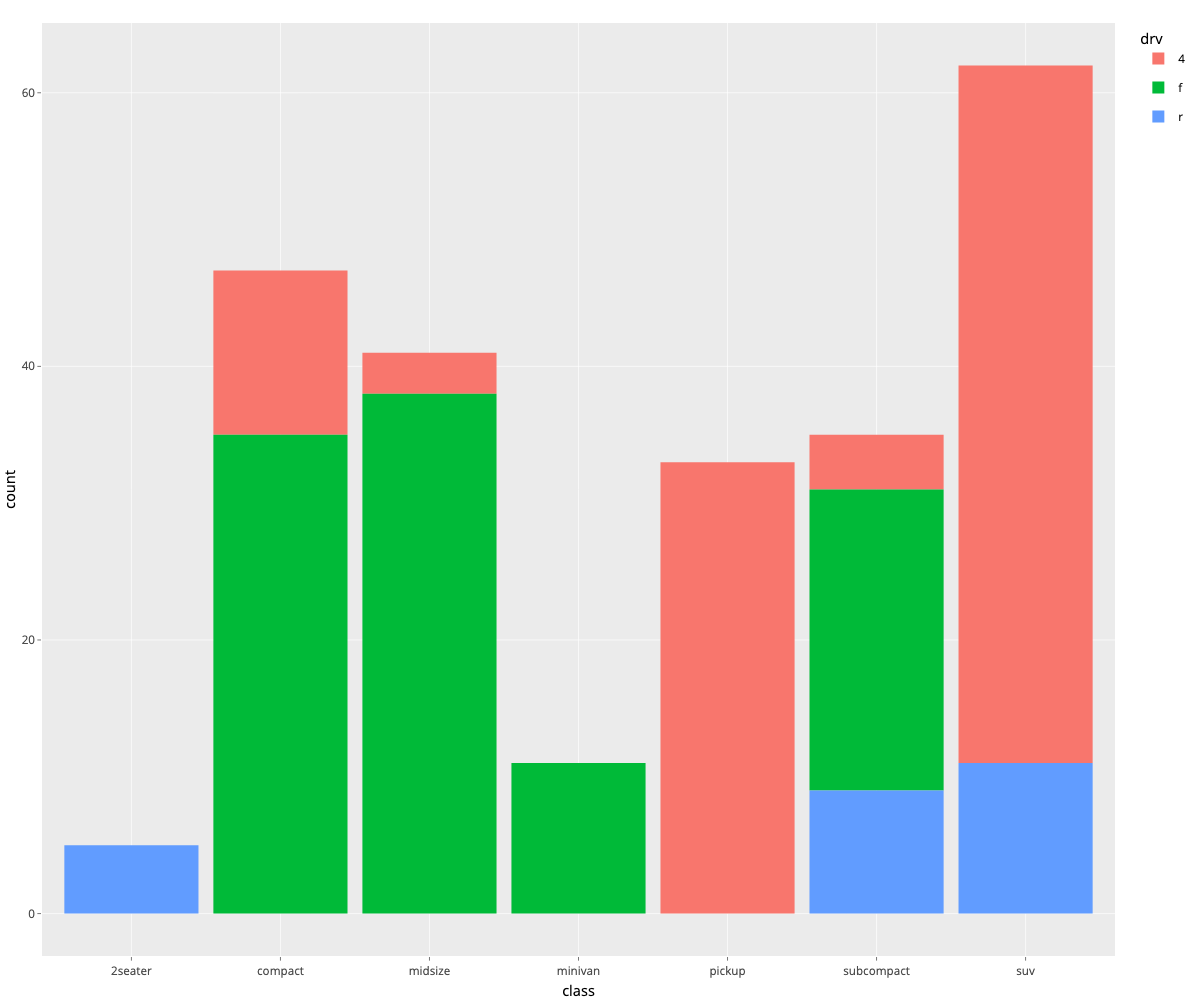 drv
4
f
r
60
40
20
0
count
2seater compact midsize minivan pickup subcompact suv
class